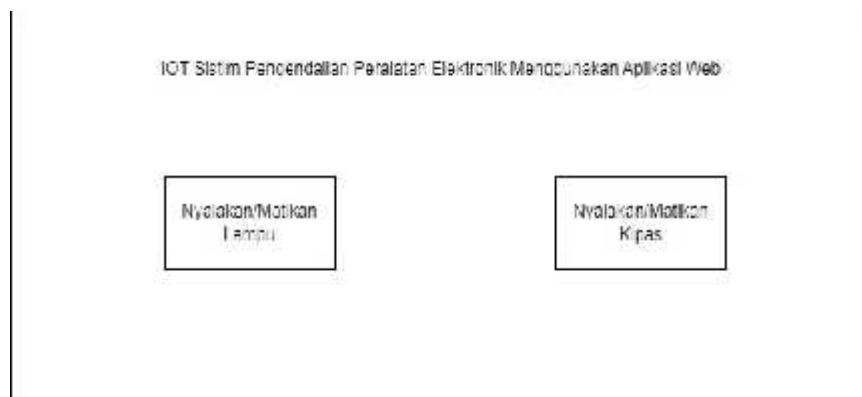 IOT Sistim Pengendalian Peralatan Elektronik Menggunakan Aplikasi Web
Nyalakan/Matikan
Lampu
Nyalakan/Matikan
Kipas